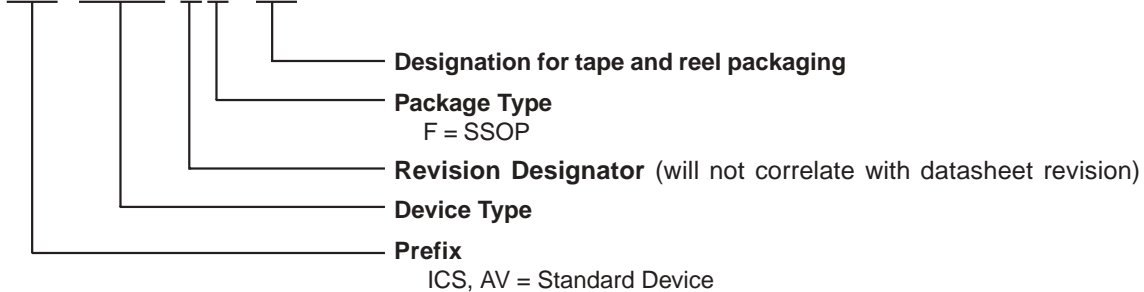 Designation for tape and reel packaging
Package Type
F = SSOP
Revision Designator (will not correlate with datasheet revision)
Device Type
Prefix
ICS, AV = Standard Device